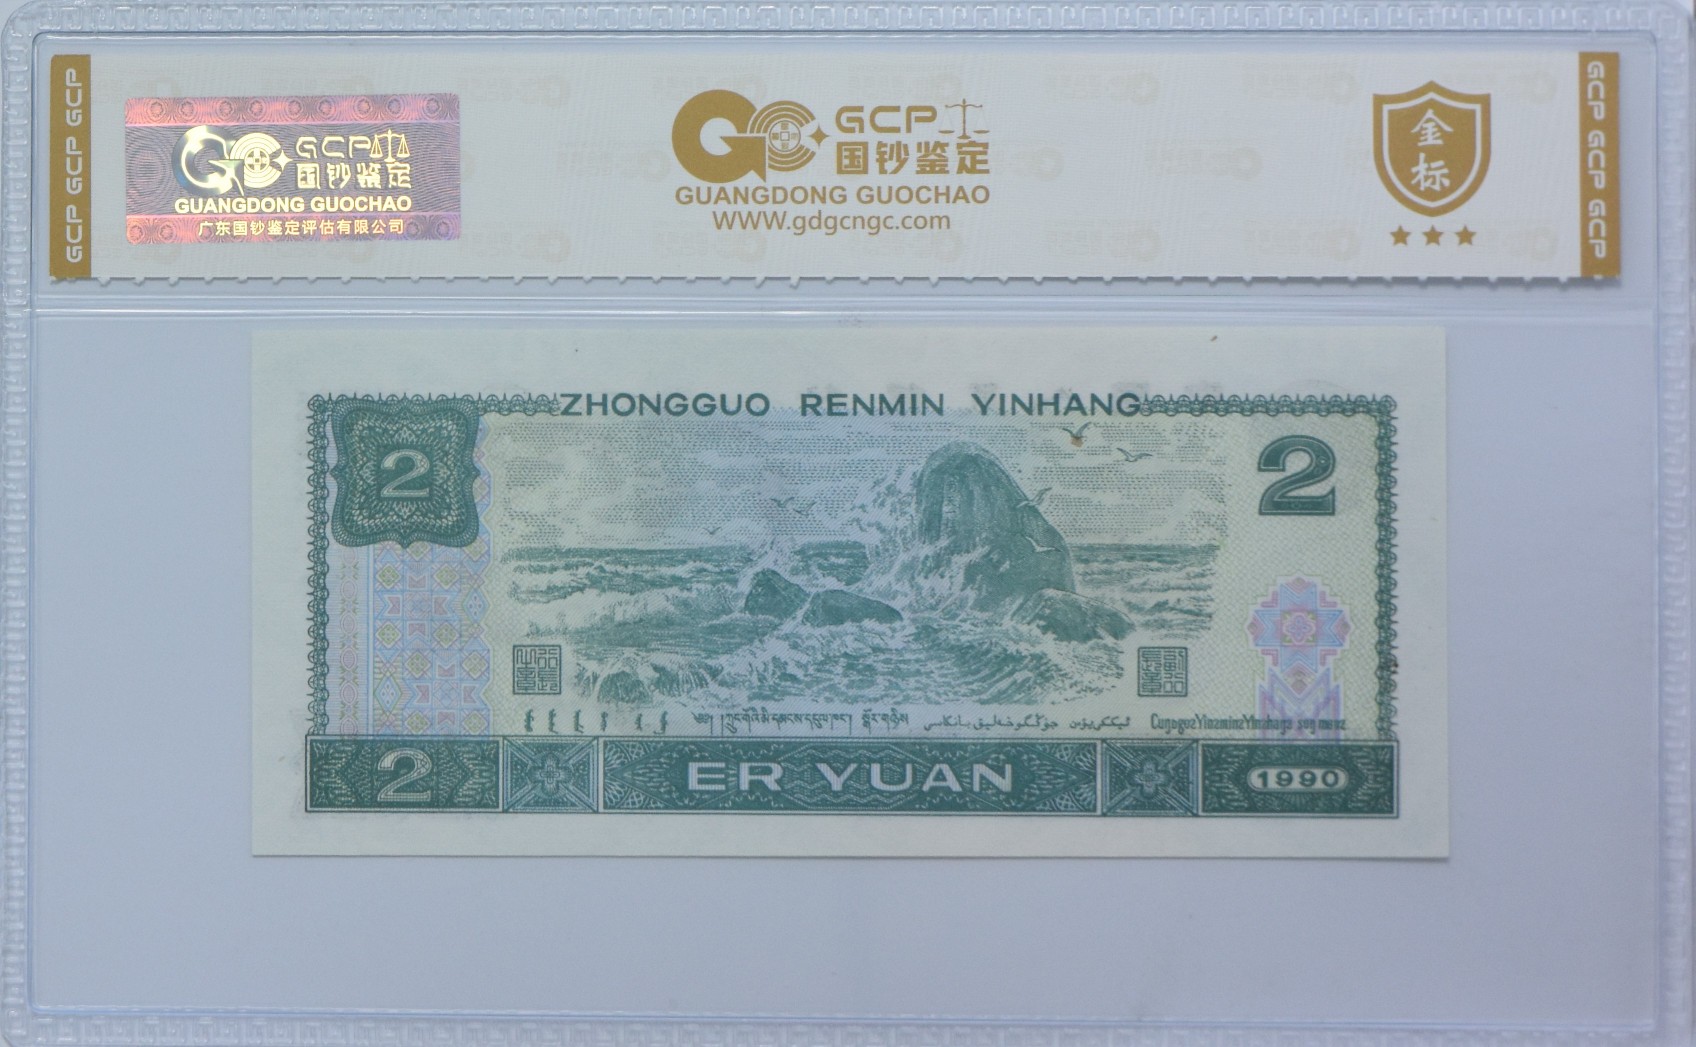 GCP GCP GCP
GCP 国钞鉴定
GUANGDONG GUOCHAO
广东国钞鉴定评估有限公司
GCP
国钞鉴定
GUANGDONG GUOCHAO
WWW.gdgcngc.com
金标
GCP GCP GCP
ZHONGGUO RENMIN YINHANG
2
2
2
ER YUAN
1990